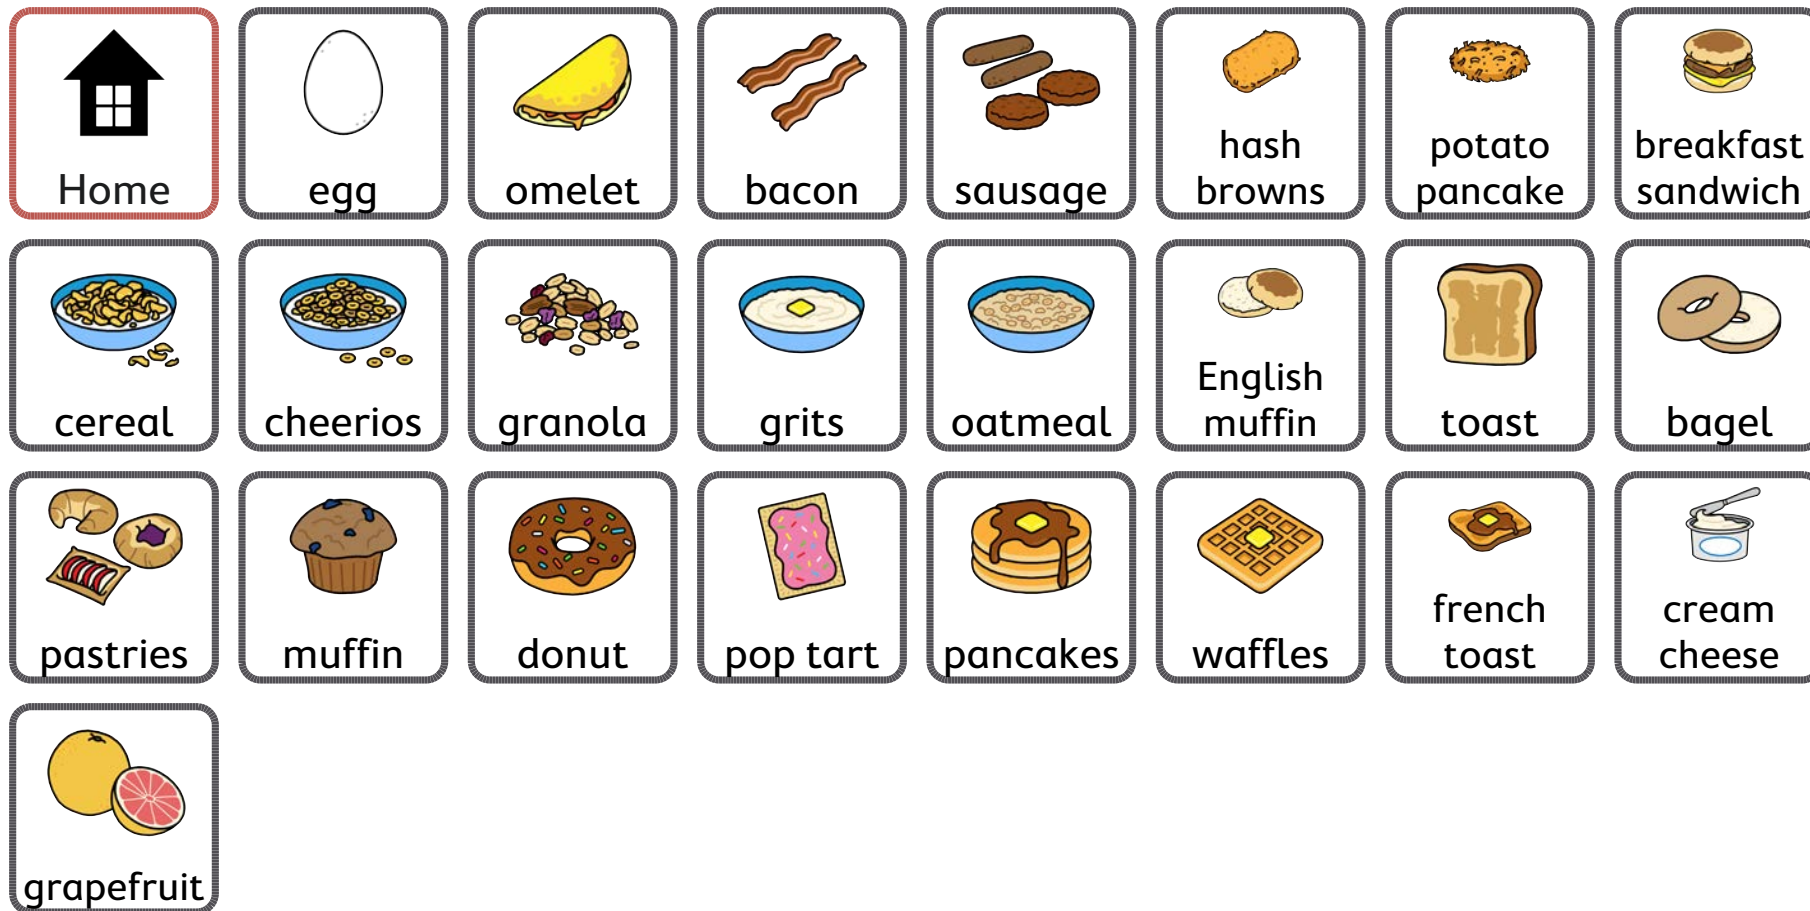 Home
egg
omelet
bacon
sausage
hash
browns
potato
pancake
breakfast
sandwich
cereal
cheerios
granola
grits
oatmeal
English
muffin
toast
bagel
pastries
muffin
donut
pop tart
pancakes
waffles
french
toast
cream
cheese
grapefruit